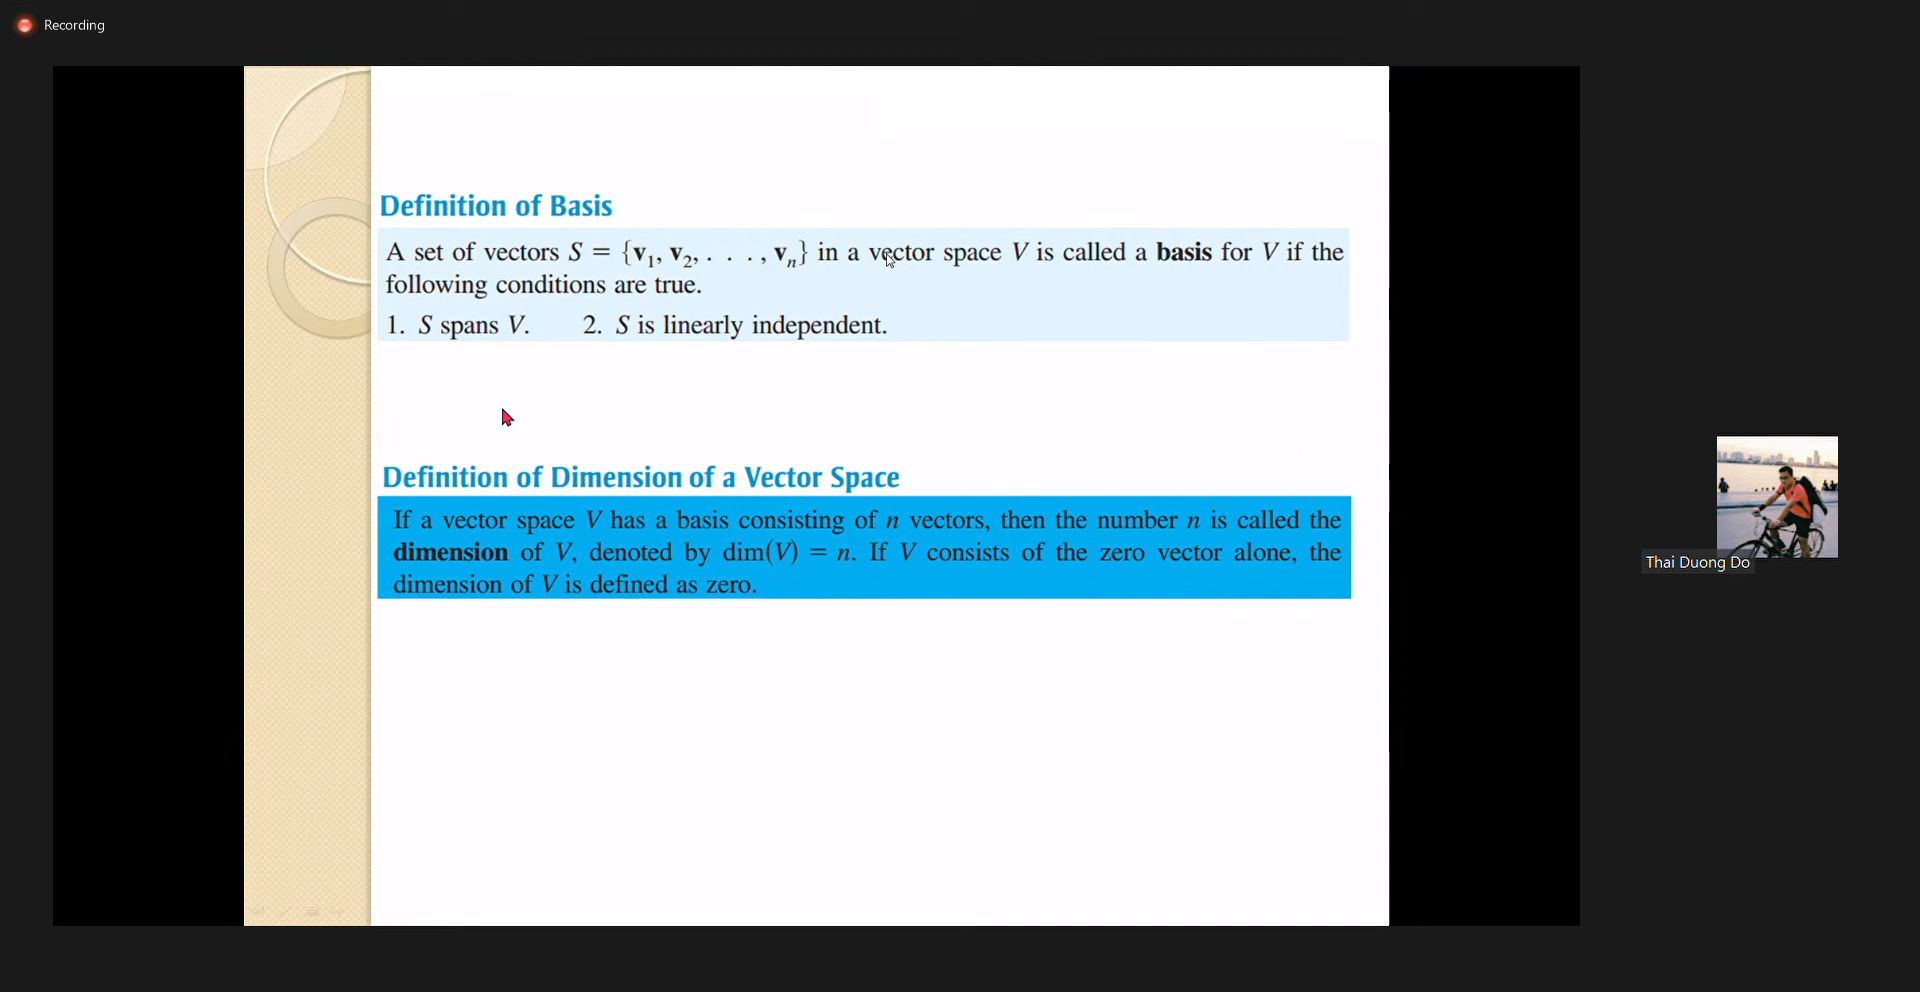 Recording
Definition of Basis
A set of vectors S = {v₁, v₂, . . . , vₙ} in a vector space V is called a basis for V if the
following conditions are true.
1. S spans V. 2. S is linearly independent.
Definition of Dimension of a Vector Space
If a vector space V has a basis consisting of n vectors, then the number n is called the
dimension of V, denoted by dim(V) = n. If V consists of the zero vector alone, the
dimension of V is defined as zero.
Thai Duong Do